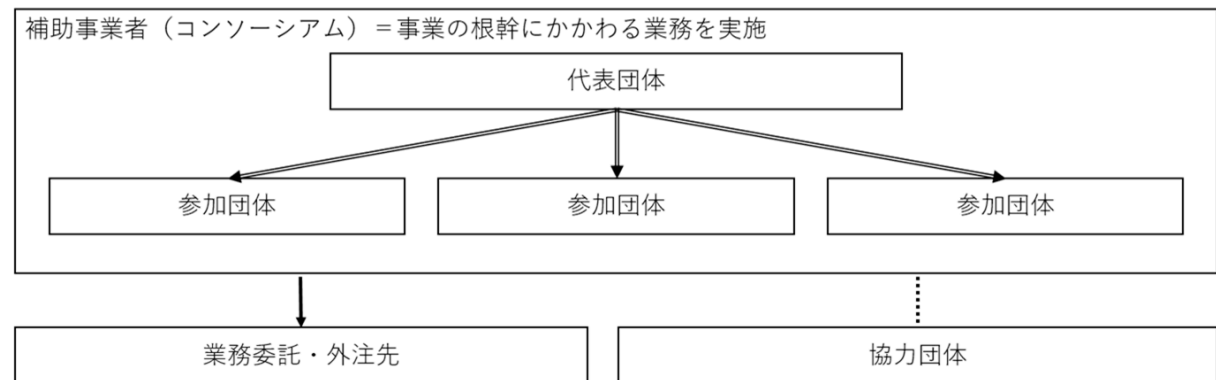 補助事業者（コンソーシアム）＝事業の根幹にかかわる業務を実施
代表団体
参加団体
参加団体
参加団体
業務委託・外注先
協力団体